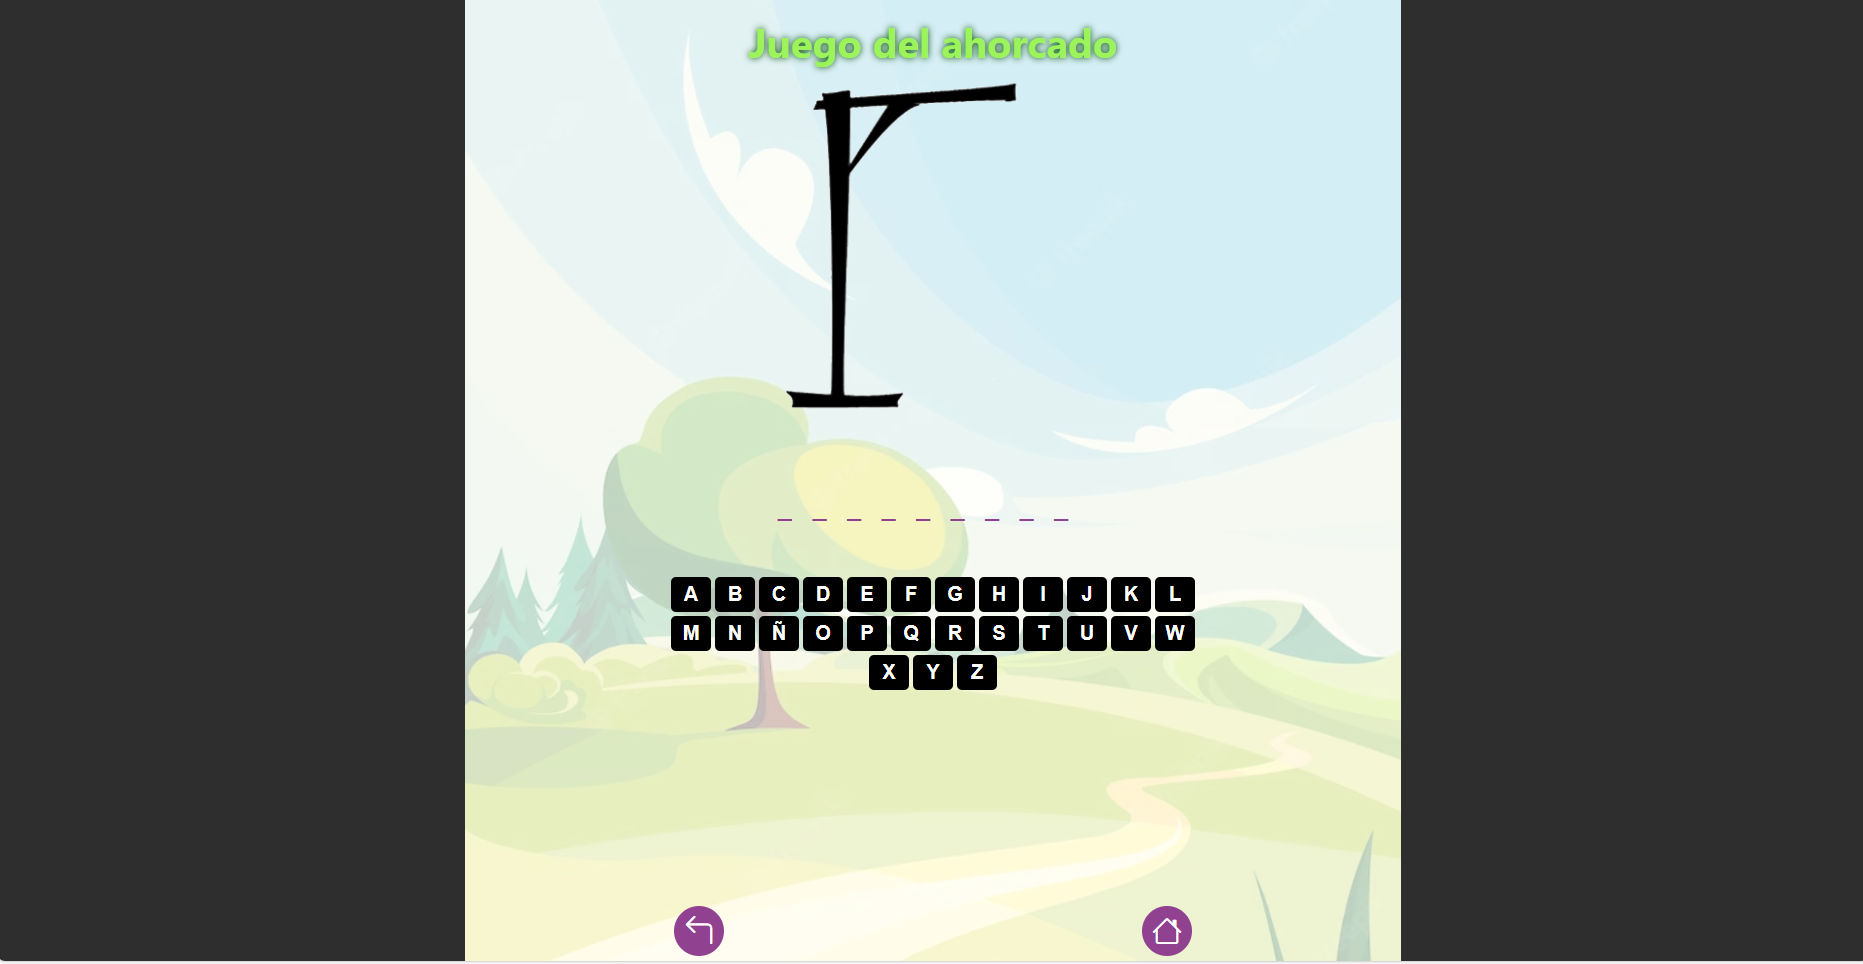 Juego del ahorcado
_ _ _ _ _ _ _ _ _
A B C D E F G H I J K L
M N Ñ O P Q R S T U V W
X Y Z